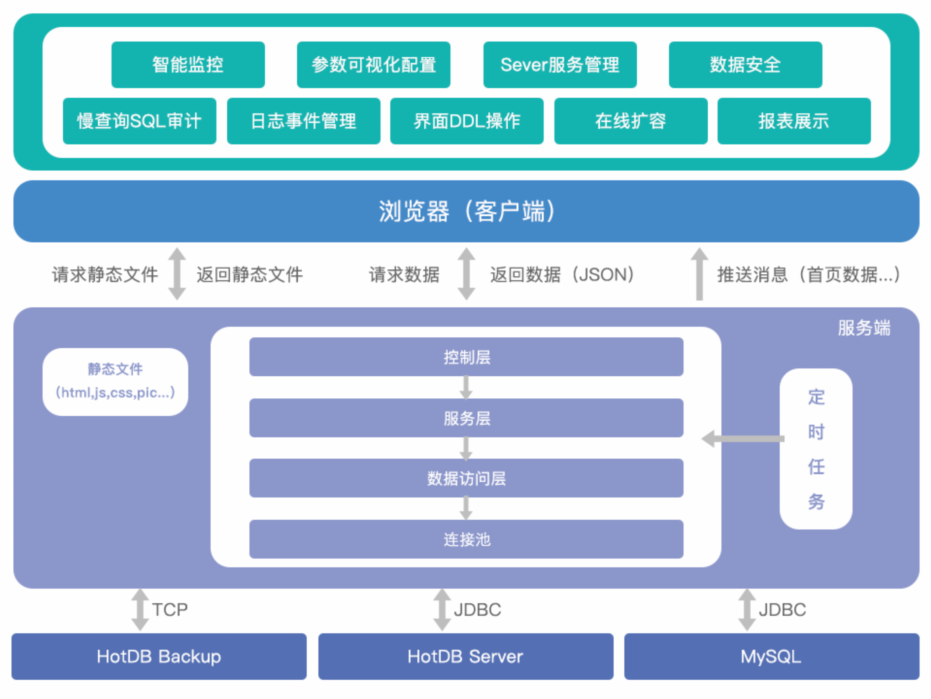 智能监控
参数可视化配置
Sever服务管理
数据安全
慢查询SQL审计
日志事件管理
界面DDL操作
在线扩容
报表展示
浏览器（客户端）
请求静态文件
返回静态文件
请求数据
返回数据（JSON）
推送消息（首页数据...）
服务端
静态文件
（html,js,css,pic...）
控制层
服务层
数据访问层
连接池
定
时
任
务
TCP
JDBC
JDBC
HotDB Backup
HotDB Server
MySQL